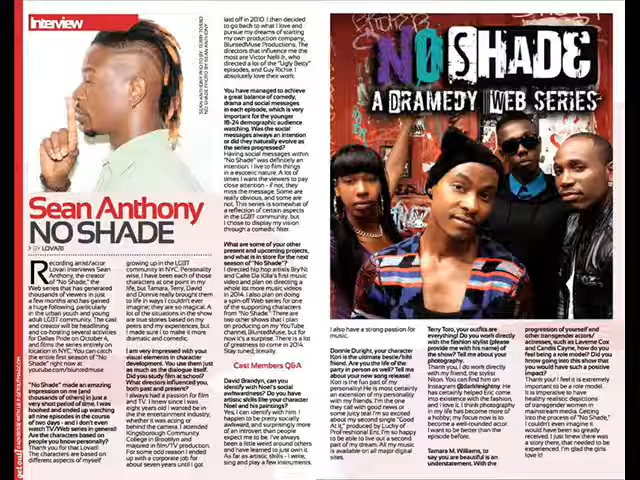 Interview
SEAN ANTHONY PHOTO BY TERRY TORRO
NO SHADE PHOTO BY SEAN ANTHONY
Sean Anthony
NO SHADE
> BY LOVARI
Recording artist/actor
Lovari interviews Sean
Anthony, the creator
of "No Shade," the
Web series that has generated
thousands of viewers in just
a few months and has gained
a huge following, particularly
in the urban youth and young
adult LGBT community. The cast
and creator will be headlining
and co-hosting several activities
for Dallas Pride on October 4,
and films the series entirely on
location in NYC. You can catch
the entire first season of "No
Shade" right now at
youtube.com/bluntedmuse
"No Shade" made an amazing
impression on me (and
thousands of others) in just a
very short period of time. I was
hooked and ended up watching
all nine episodes in the course
of two days - and I don't even
watch TV/Web series in general!
Are the characters based on
people you know personally?
Thank you for that Lovari!
The characters are based on
different aspects of myself
growing up in the LGBT
community in NYC. Personality
wise, I have been each of those
characters at one point in
my life, but Tamara, Terry, David
and Donnie really brought them
to life in ways I couldn't ever
imagine; they are so magical. A
lot of the situations in the show
are true stories based on my
peers and my experiences, but
I made sure I to make it more
dramatic and comedic.
I am very impressed with your
visual elements in character
development. You use them just
as much as the dialogue itself.
Did you study film at school?
What directors influenced you,
both past and present?
I always had a passion for film
and TV. I knew since I was
eight years old I wanted be in
the entertainment industry,
whether it was acting or
behind the camera. I attended
Kingsborough Community
College in Brooklyn and
majored in film/TV production.
For some odd reason I ended
up with a corporate job for
about seven years until I got
laid off in 2010. I then decided
to go back to what I love and
pursue my dreams of starting
my own production company,
BluntedMuse Productions. The
directors that influence me the
most are Victor Nelli Jr., who
directed a lot of the "Ugly Betty"
episodes, and Guy Richie. I
absolutely love their work.
You have managed to achieve
a great balance of comedy,
drama and social messages
in each episode, which is very
important for the younger
18-24 demographic audience
watching. Was the social
messages always an intention
or did they naturally evolve as
the series progressed?
Having social messages within
"No Shade" was definitely an
intention. I live to film things
in a esoteric nature. A lot of
times I want the viewers to pay
close attention - if not, they
miss the message. Some are
really obvious, and some are
not. This series is somewhat of
a reflection of certain aspects
in the LGBT community, but
I chose to display my vision
through a comedic filter.
What are some of your other
present and upcoming projects,
and what is in store for the next
season of "No Shade"?
I directed hip hop artists Bry'Nt
and Cakes Da Killa's first music
video and plan on directing a
whole lot more music videos
in 2014. I also plan on doing
a spin-off Web series for one
of the supporting characters
from "No Shade". There are
two other shows that I plan
on producing on my YouTube
channel, BluntedMuse, but for
now it's a surprise. There is a lot
of greatness to come in 2014.
Stay tuned, literally.
Cast Members Q&A
David Brandyn, can you
identify with Noel's social
awkwardness? Do you have
artistic skills like your character
Noel and his paintings?
Yes, I can identify with him. I
happen to be pretty socially
awkward, and surprisingly more
of an introvert than people
expect me to be. I've always
been a little weird around others
and have learned to just own it.
As far as artistic skills - I write,
sing and play a few instruments.
NO SHADE
A DRAMEDY WEB SERIES
I also have a strong passion for
music.
Donnie Duright, your character
Kori is the ultimate bestie/life
friend. Are you the life of the
party in person as well? Tell me
about your new song release!
Kori is the fun part of my
personality! He is most certainly
an extension of my personality
with my friends. I'm the one
they call with good news or
some juicy tea! I'm so excited
about my second single "Good
At It," produced by Luchy of
ProfressionalEnt. I'm so happy
to be able to live out a second
part of my dream. All my music
is available on all major digital
sites.
Terry Torro, your outfits are
everything! Do you work directly
with the fashion stylist (please
provide me with his name) of
the show? Tell me about your
photography.
Thank you, I do work directly
with my friend, the stylist
Nilton. You can find him on
Instagram @darleKnightly. He
has certainly helped Eric come
into existence with the fashion,
and how I do. I think photography
in my life has become more of
a hobby; my focus now is to
become a well-rounded actor.
I want to be better than the
episode before.
Tamara M. Williams, to
say you are beautiful is an
understatement. With the
progression of yourself and
other transgender actors/
actresses, such as Laverne Cox
and Candis Cayne, how do you
feel being a role model? Did you
know going into this show that
you would have such a positive
impact?
Thank you! I feel it is extremely
important to be a role model.
It is imperative to have
healthy realistic depictions
of transgender women in
mainstream media. Getting
into the process of "No Shade,"
I couldn't even imagine it
would have been so greatly
received. I just knew there was
a story there, that needed to be
experienced. I'm glad the girls
love it!